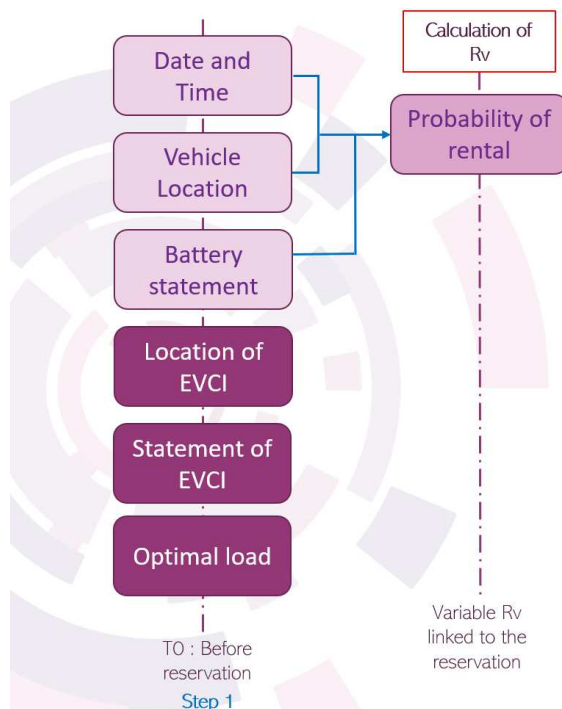 Date and
Time
Vehicle
Location
Battery
statement
Location of
EVCI
Statement of
EVCI
Optimal load
T0 : Before
reservation
Step 1
Calculation of
Rv
Probability of
rental
Variable Rv
linked to the
reservation